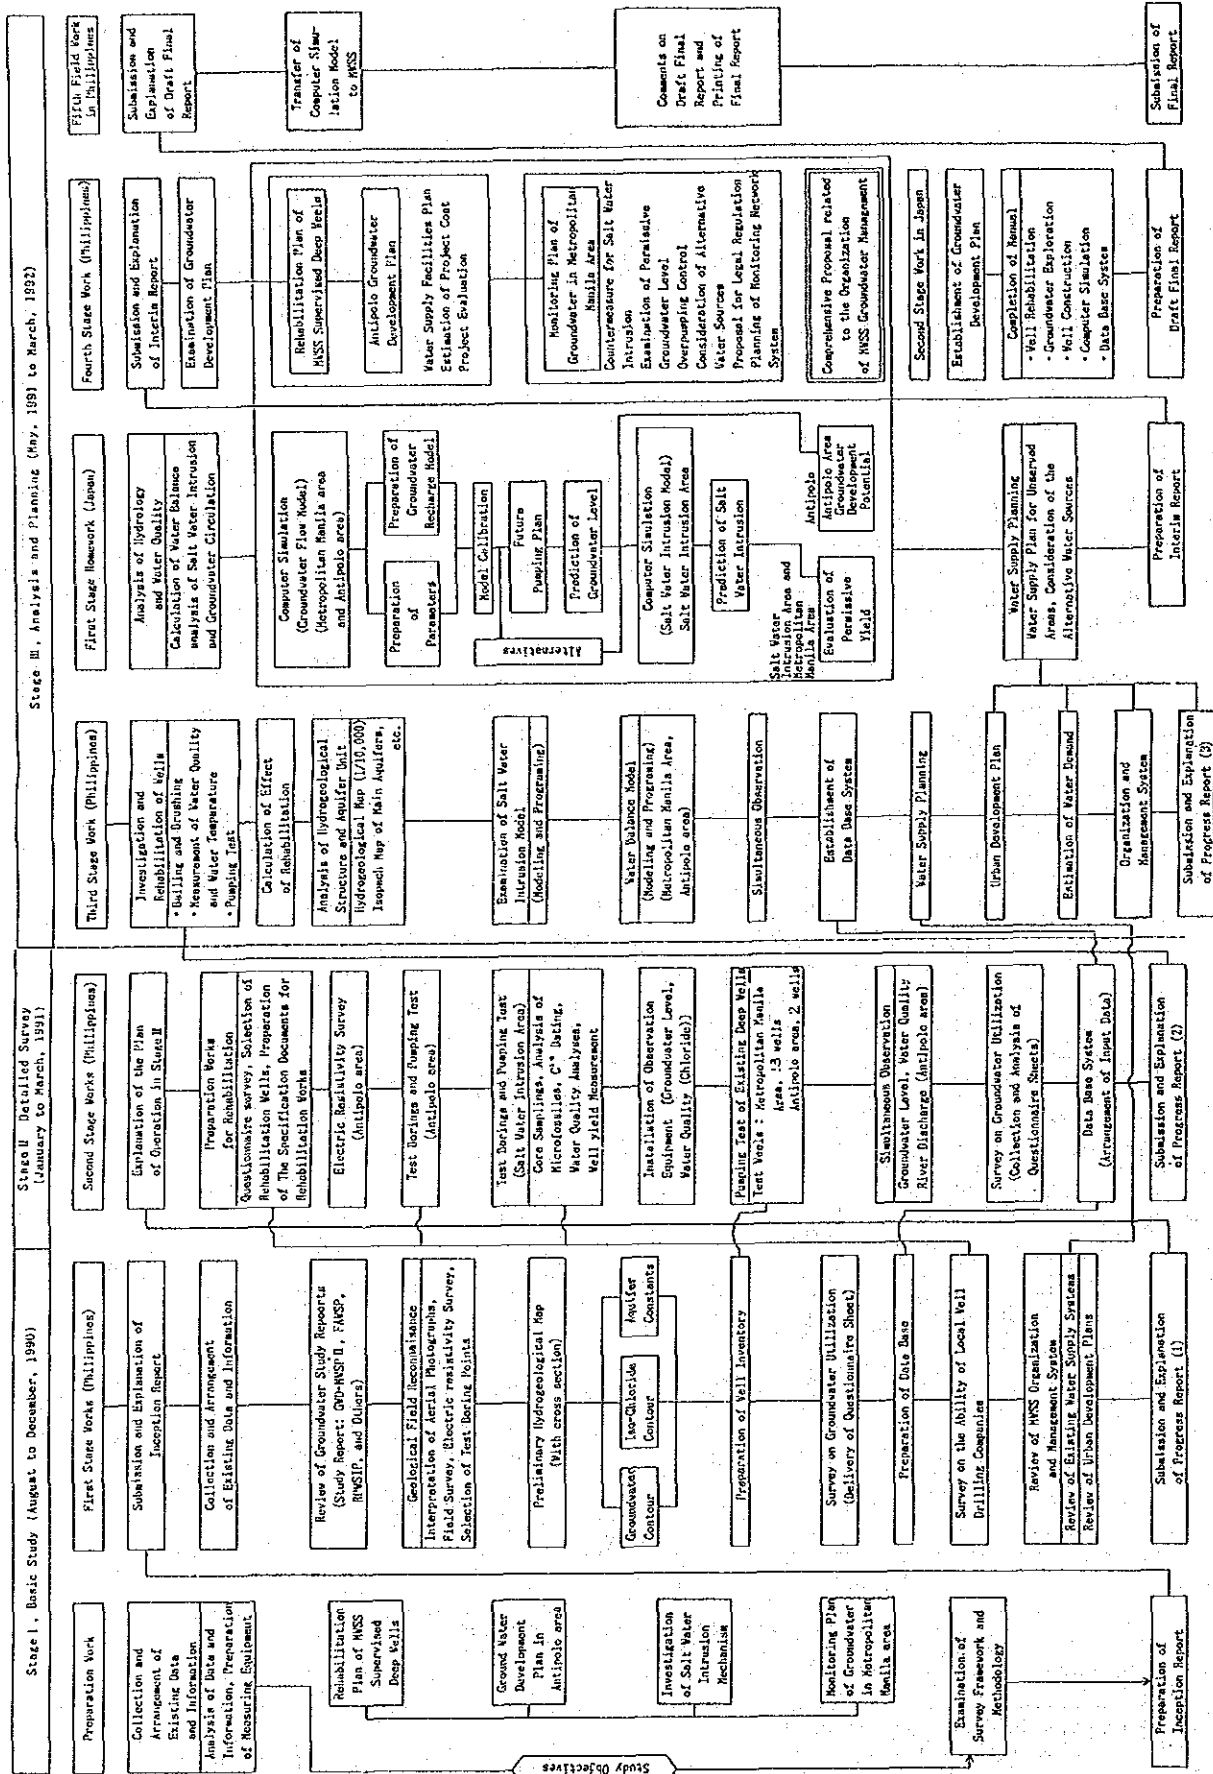 Stage I, Basic Study (August to December, 1990)
Stage II Detailed Survey
(January to March, 1991)
Stage III, Analysis and Planning (May, 1991 to March, 1992)
Preparation Work
Collection and
Arrangement of
Existing Data
and Information
Analysis of Data and
Information, Preparation
of Measuring Equipment
Study Objectives
Rehabilitation
Plan of MWSS
Supervised
Deep Wells
Ground Water
Development
Plan in
Antipolo area
Investigation
of Salt Water
Intrusion
Mechanism
Monitoring Plan
of Groundwater
in Metropolitan
Manila area
Examination of
Survey Framework and
Methodology
Preparation of
Inception Report
First Stage Works (Philippines)
Submission and Explanation of
Inception Report
Collection and Arrangement
of Existing Data and Information
Review of Groundwater Study Reports
(Study Report: GWD-MWSP II, FAWSP,
RIWSIP, and Others)
Geological Field Reconnaisance
Interpretation of Aerial Photographs,
Field Survey, Electric resistivity Survey,
Selection of Test Boring Points
Preliminary Hydrogeological Map
(With cross section)
Groundwater
Contour
Iso-Chloride
Contour
Aquifer
Constants
Preparation of Well Inventory
Survey on Groundwater Utilization
(Delivery of Questionnaire Sheet)
Preparation of Date Base
Survey on the Ability of Local Well
Drilling Companies
Review of MWSS Organization
and Management System
Review of Existing Water Supply Systems
Review of Urban Development Plans
Submission and Explanation
of Progress Report (1)
Second Stage Works (Philippines)
Explanation of the Plan
of Operation in Stage II
Preparation Works
for Rehabilitation
Questionnaire survey, Selection of
Rehabilitation Wells, Preparation
of The Specification Documents for
Rehabilitation Works
Electric Resistivity Survey
(Antipolo area)
Test Borings and Pumping Test
(Antipolo area)
Test Borings and Pumping Test
(Salt Water Intrusion Area)
Core Samplings, Analysis of
Microfossiles, C¹⁴ Dating,
Water Quality Analyses,
Well yield Measurement
Installation of Observation
Equipment (Groundwater Level,
Water Quality (Chloride))
Pumping Test of Existing Deep Wells
Test Wells : Metropolitan Manila
Area, 13 wells
Antipolo area, 2 wells
Simultaneous Observation
Groundwater Level, Water Quality
River Discharge (Antipolo area)
Survey on Groundwater Utilization
(Collection and Analysis of
Questionnaire Sheets)
Data Base System
(Arrangement of Input Data)
Submission and Explanation
of Progress Report (2)
Third Stage Work (Philippines)
Investigation and
Rehabilitation of Wells
• Bailing and Brushing
• Measurement of Water Quality
and Water Temperature
• Pumping Test
Calculation of Effect
of Rehabilitation
Analysis of Hydrogeological
Structure and Aquifer Unit
Hydrogeological Map (1/10,000)
Isopach Map of Main Aquifers,
etc.
Examination of Salt Water
Intrusion Model
(Modeling and Programing)
Water Balance Model
(Modeling and Programing)
(Metropolitan Manila Area,
Antipolo area)
Simultaneous Observation
Establishment of
Data Base System
Water Supply Planning
Urban Development Plan
Estimation of Water Demand
Organization and
Management System
Submission and Explanation
of Progress Report (3)
First Stage Homework (Japan)
Analysis of Hydrology
and Water Quality
Calculation of Water Balance
analysis of Salt Water Intrusion
and Groundwater Circulation
Computer Simulation
(Groundwater Flow Model)
(Metropolitan Manila area
and Antipolo area)
Preparation
of
Parameters
Preparation of
Groundwater
Recharge Model
Model Calibration
Alternatives
Future
Pumping Plan
Prediction of
Groundwater Level
Computer Simulation
(Salt Water Intrusion Model)
Salt Water Intrusion Area
Prediction of Salt
Water Intrusion
Salt Water
Intrusion Area and
Metropolitan
Manila Area
Antipolo
Evaluation of
Permissive
Yield
Antipolo Area
Groundwater
Development
Potential
Water Supply Planning
Water Supply Plan for Unserved
Areas, Consideration of the
Alternative Water Sources
Preparation of
Interim Report
Fourth Stage Work (Philippines)
Submission and Explanation
of Interim Report
Examination of Groundwater
Development Plan
Rehabilitation Plan of
MWSS Supervised Deep Weels
Antipolo Groundwater
Development Plan
Water Supply Facilities Plan
Estimation of Project Cost
Project Evaluation
Monitoring Plan of
Groundwater in Metropolitan
Manila Area
Countermeasure for Salt Water
Intrusion
Examination of Permissive
Groundwater Level
Overpumping Control
Consideration of Alternative
Water Sources
Proposal for Legal Regulation
Planning of Monitoring Network
System
Comprehensive Proposal related
to the Organization
of MWSS Groundwater Management
Second Stage Work in Japan
Establishment of Groundwater
Development Plan
Completion of Manual
• Well Rehabilitation
• Groundwater Exploration
• Well Construction
• Computer Simulation
• Data Base System
Preparation of
Draft Final Report
Fifth Field Work
in Philippines
Submission and
Explanation
of Draft Final
Report
Transfer of
Computer Simu-
lation Model
to MWSS
Comments on
Draft Final
Report and
Printing of
Final Report
Submission of
Final Report